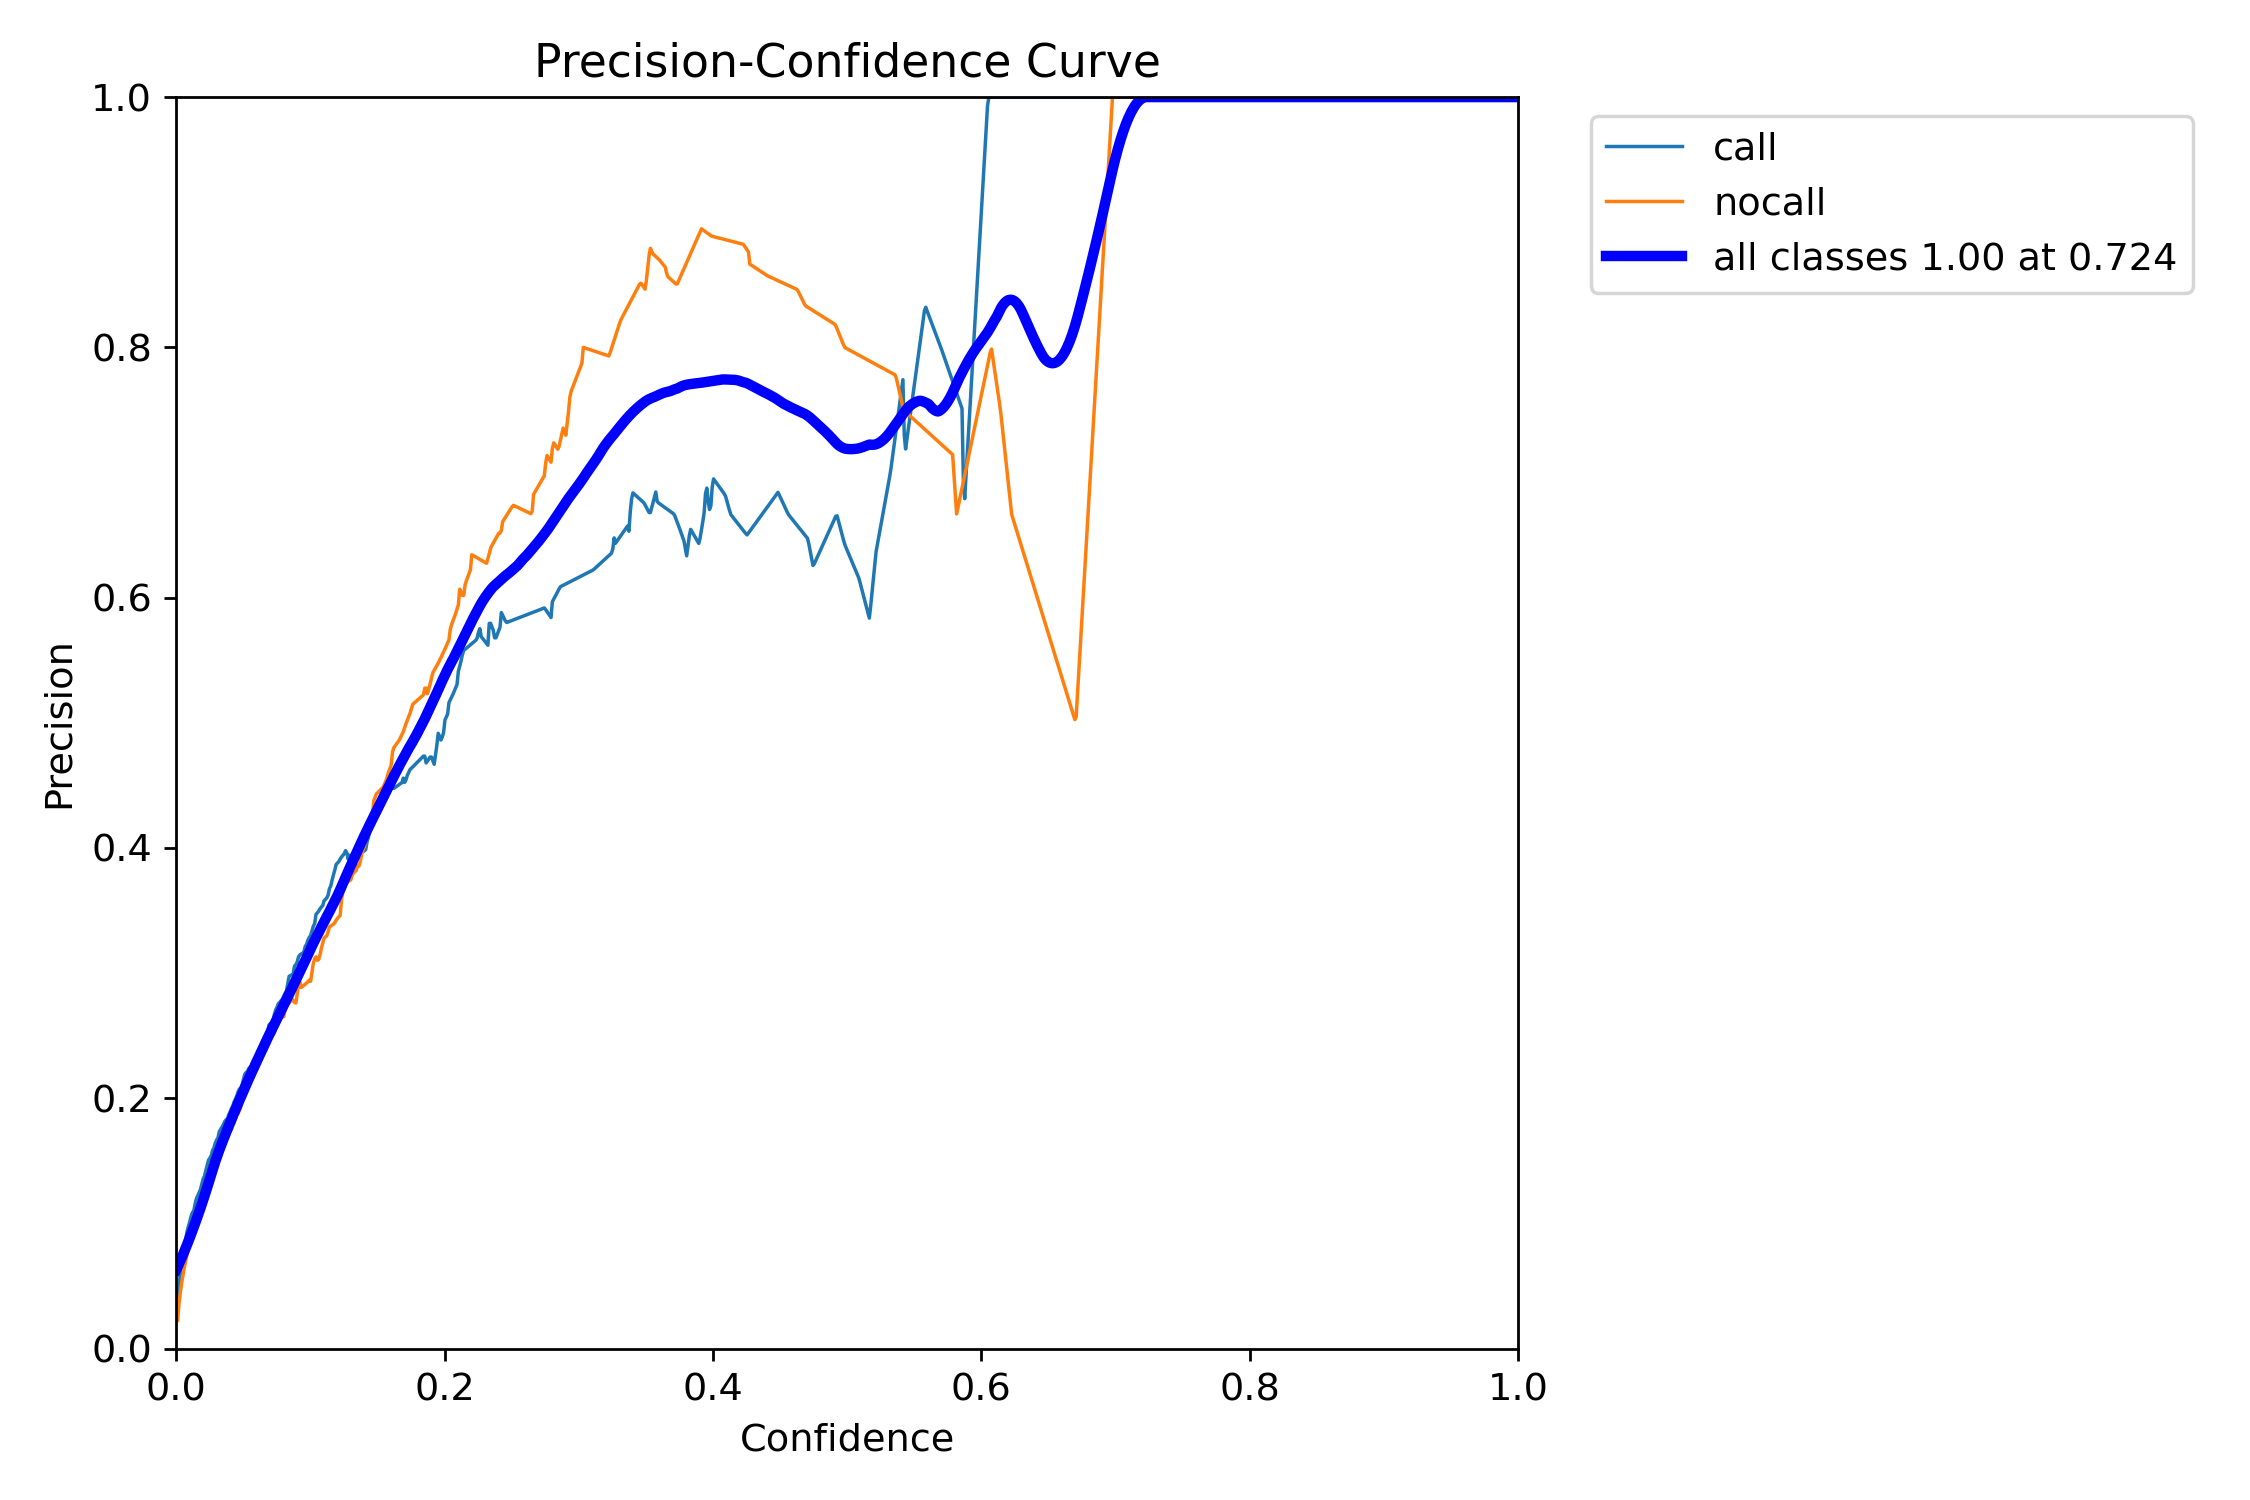 Precision-Confidence Curve
1.0
0.8
0.6
0.4
0.2
0.0
Precision
0.0 0.2 0.4 0.6 0.8 1.0
Confidence
call
nocall
all classes 1.00 at 0.724